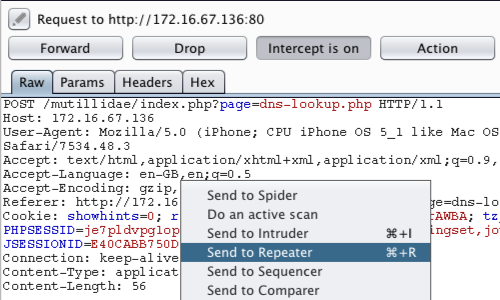 Request to http://172.16.67.136:80
Forward Drop Intercept is on Action
Raw Params Headers Hex
POST /mutillidae/index.php?page=dns-lookup.php HTTP/1.1
Host: 172.16.67.136
User-Agent: Mozilla/5.0 (iPhone; CPU iPhone OS 5_1 like Mac OS
Safari/7534.48.3
Accept: text/html,application/xhtml+xml,application/xml;q=0.9,
Accept-Language: en-GB,en;q=0.5
Accept-Encoding: gzip,
Referer: http://172.16 ge=dns-lo
Cookie: showhints=0; r AWBA; tz_
PHPSESSID=je7pldvpglop ingset,jo
JSESSIONID=E40CABB750D
Connection: keep-alive
Content-Type: applicat
Content-Length: 56
Send to Spider
Do an active scan
Send to Intruder ⌘+I
Send to Repeater ⌘+R
Send to Sequencer
Send to Comparer